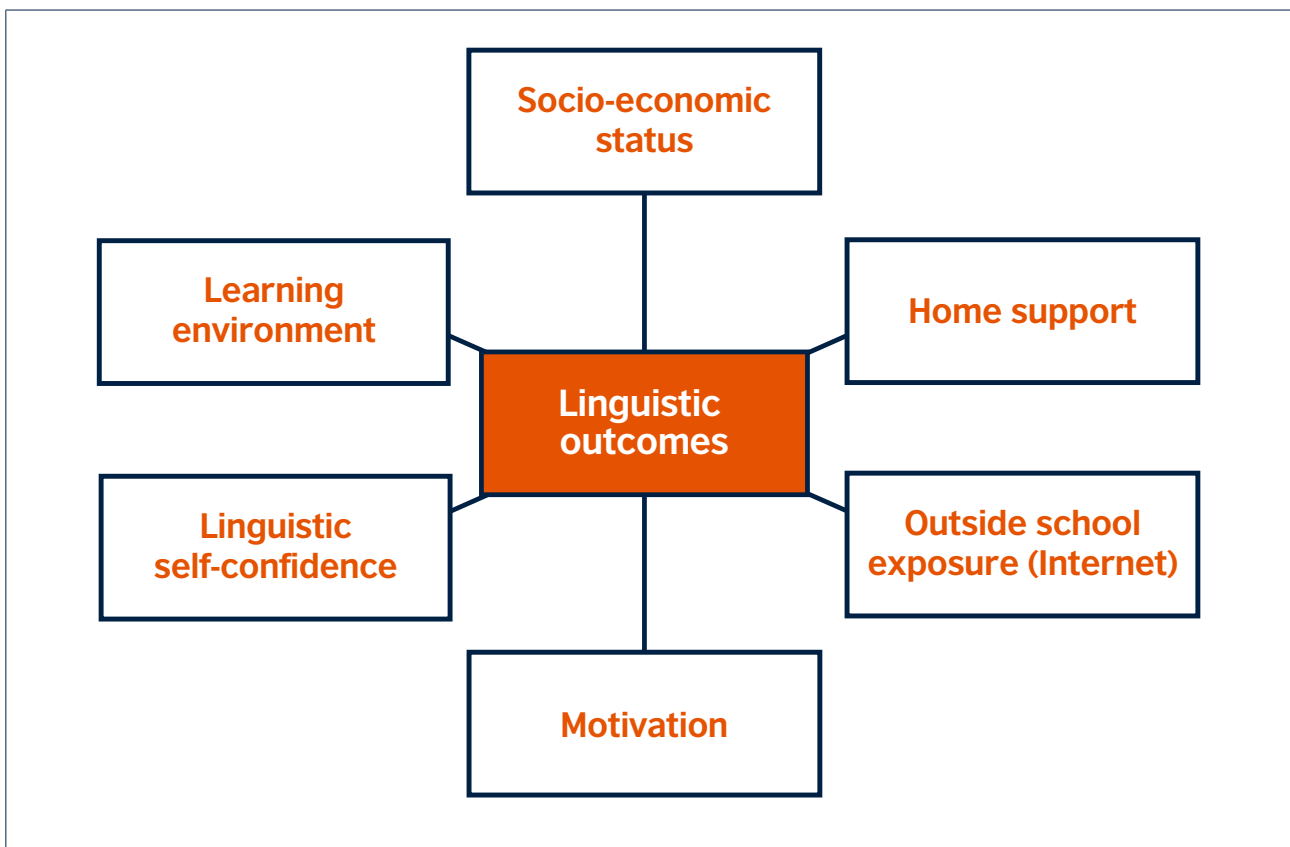 Socio-economic
status
Learning
environment
Home support
Linguistic
outcomes
Linguistic
self-confidence
Outside school
exposure (Internet)
Motivation